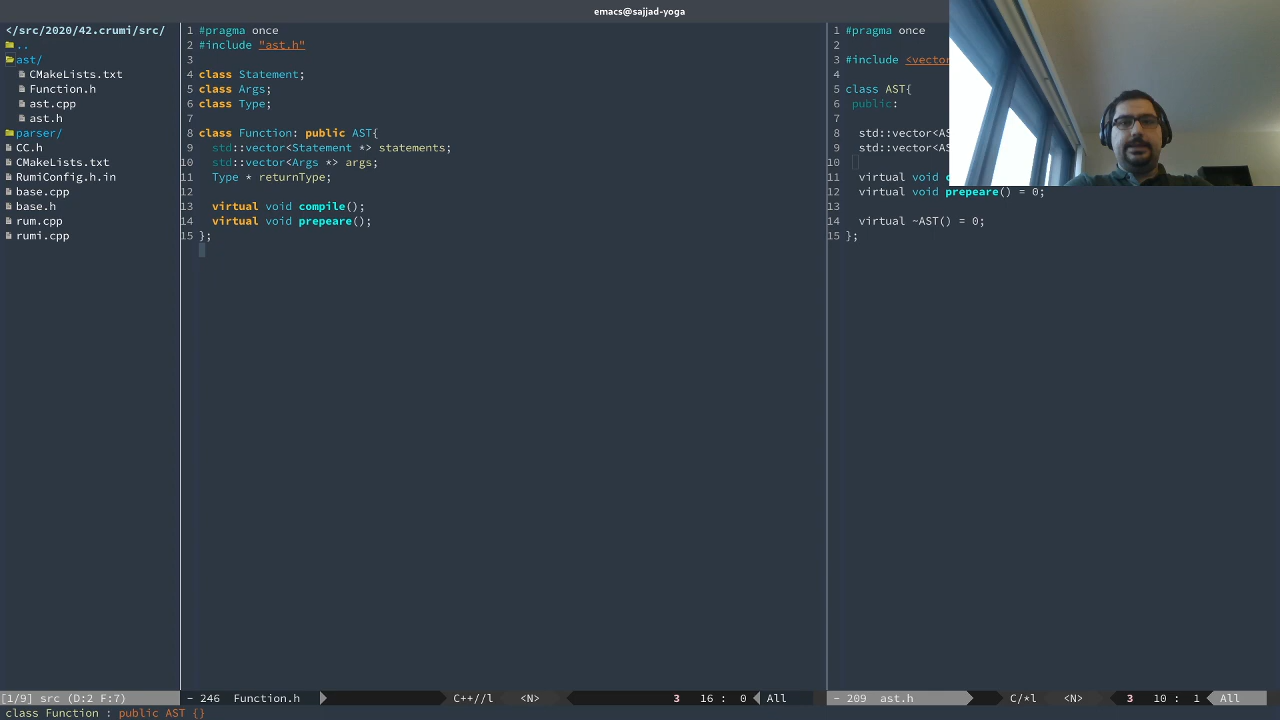 emacs@sajjad-yoga
</src/2020/42.crumi/src/
..
ast/
CMakeLists.txt
Function.h
ast.cpp
ast.h
parser/
CC.h
CMakeLists.txt
RumiConfig.h.in
base.cpp
base.h
rum.cpp
rumi.cpp
1 #pragma once
2 #include "ast.h"
3
4 class Statement;
5 class Args;
6 class Type;
7
8 class Function: public AST{
9 std::vector<Statement *> statements;
10 std::vector<Args *> args;
11 Type * returnType;
12
13 virtual void compile();
14 virtual void prepeare();
15 };
1 #pragma once
2
3 #include <vector
4
5 class AST{
6 public:
7
8 std::vector<AS
9 std::vector<AS
10
11 virtual void c
12 virtual void prepeare() = 0;
13
14 virtual ~AST() = 0;
15 };
[1/9] src (D:2 F:7)
- 246 Function.h C++//l <N> 3 16 : 0 All
- 209 ast.h C/*l <N> 3 10 : 1 All
class Function : public AST {}